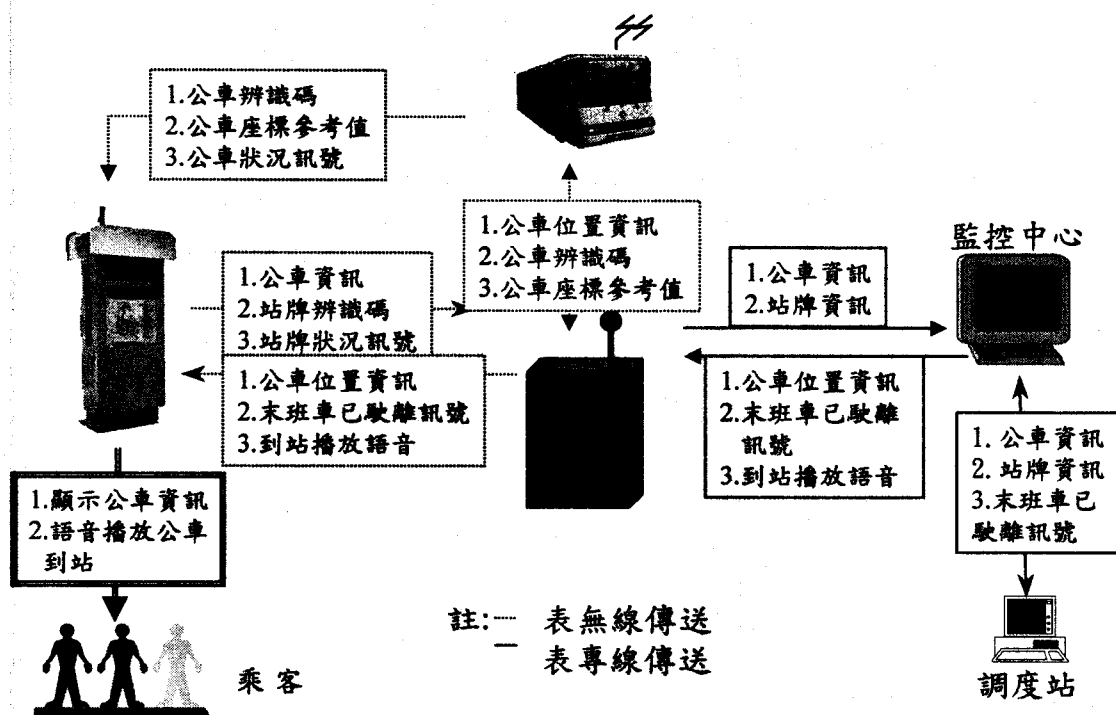 1.公車辨識碼
2.公車座標參考值
3.公車狀況訊號
1.公車位置資訊
2.公車辨識碼
3.公車座標參考值
監控中心
1.公車資訊
2.站牌辨識碼
3.站牌狀況訊號
1.公車資訊
2.站牌資訊
1.公車位置資訊
2.末班車已駛離訊號
3.到站播放語音
1.公車位置資訊
2.末班車已駛離
訊號
3.到站播放語音
1. 公車資訊
2. 站牌資訊
3.末班車已
駛離訊號
1.顯示公車資訊
2.語音播放公車
到站
註:┄ 表無線傳送
─ 表專線傳送
乘客
調度站